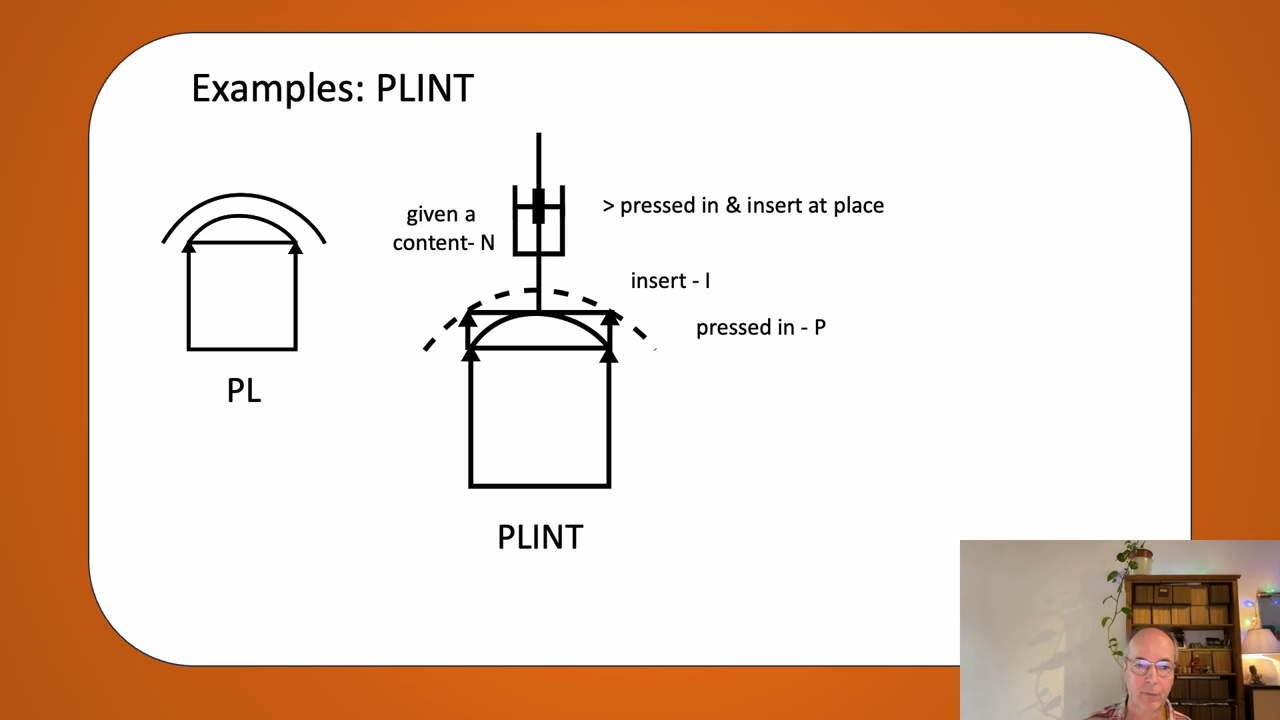 Examples: PLINT
given a
content- N
> pressed in & insert at place
insert - I
pressed in - P
PL
PLINT